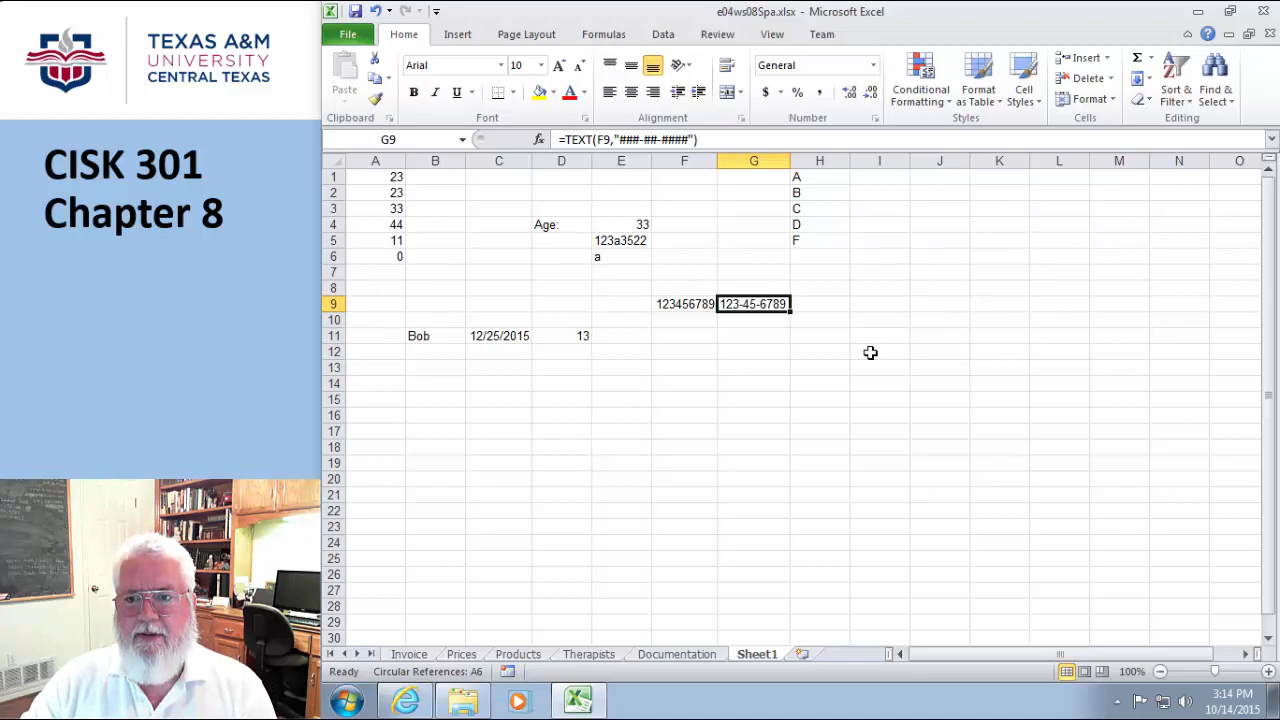 TEXAS A&M
UNIVERSITY
CENTRAL TEXAS
CISK 301
Chapter 8
e04ws083ba.xlsx - Microsoft Excel
File Home Insert Page Layout Formulas Data Review View Team
Paste
Clipboard
Arial 10
B I U
Font
Alignment
General
$ % ,
Number
Conditional Formatting
Format as Table
Cell Styles
Styles
Insert
Delete
Format
Cells
Sort & Filter
Find & Select
Editing
G9 fx =TEXT(F9,"###-##-####")
A B C D E F G H I J K L M N O
1 23 A
2 23 B
3 33 C
4 44 Age: 33 D
5 11 123a3522 F
6 0 a
7
8
9 123456789 123-45-6789
10
11 Bob 12/25/2015 13
12
13
14
15
16
17
18
19
20
21
22
23
24
25
26
27
28
29
30
Invoice Prices Products Therapists Documentation Sheet1
Ready Circular References: A6 100%
3:14 PM
10/14/2015